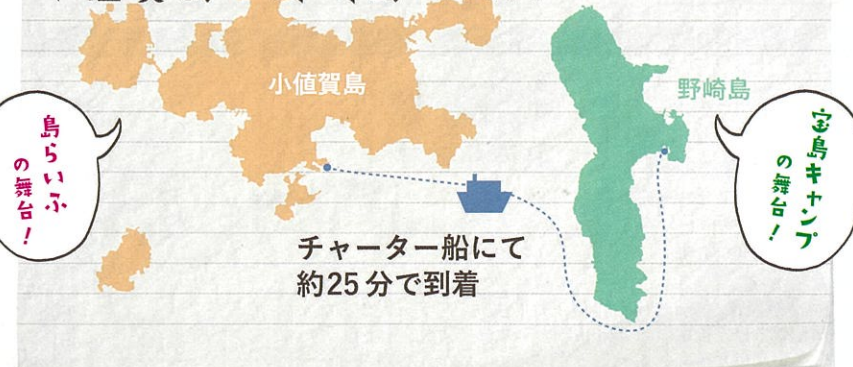 小値賀島
野崎島
島らいふ
の舞台！
宝島キャンプ
の舞台！
チャーター船にて
約25分で到着